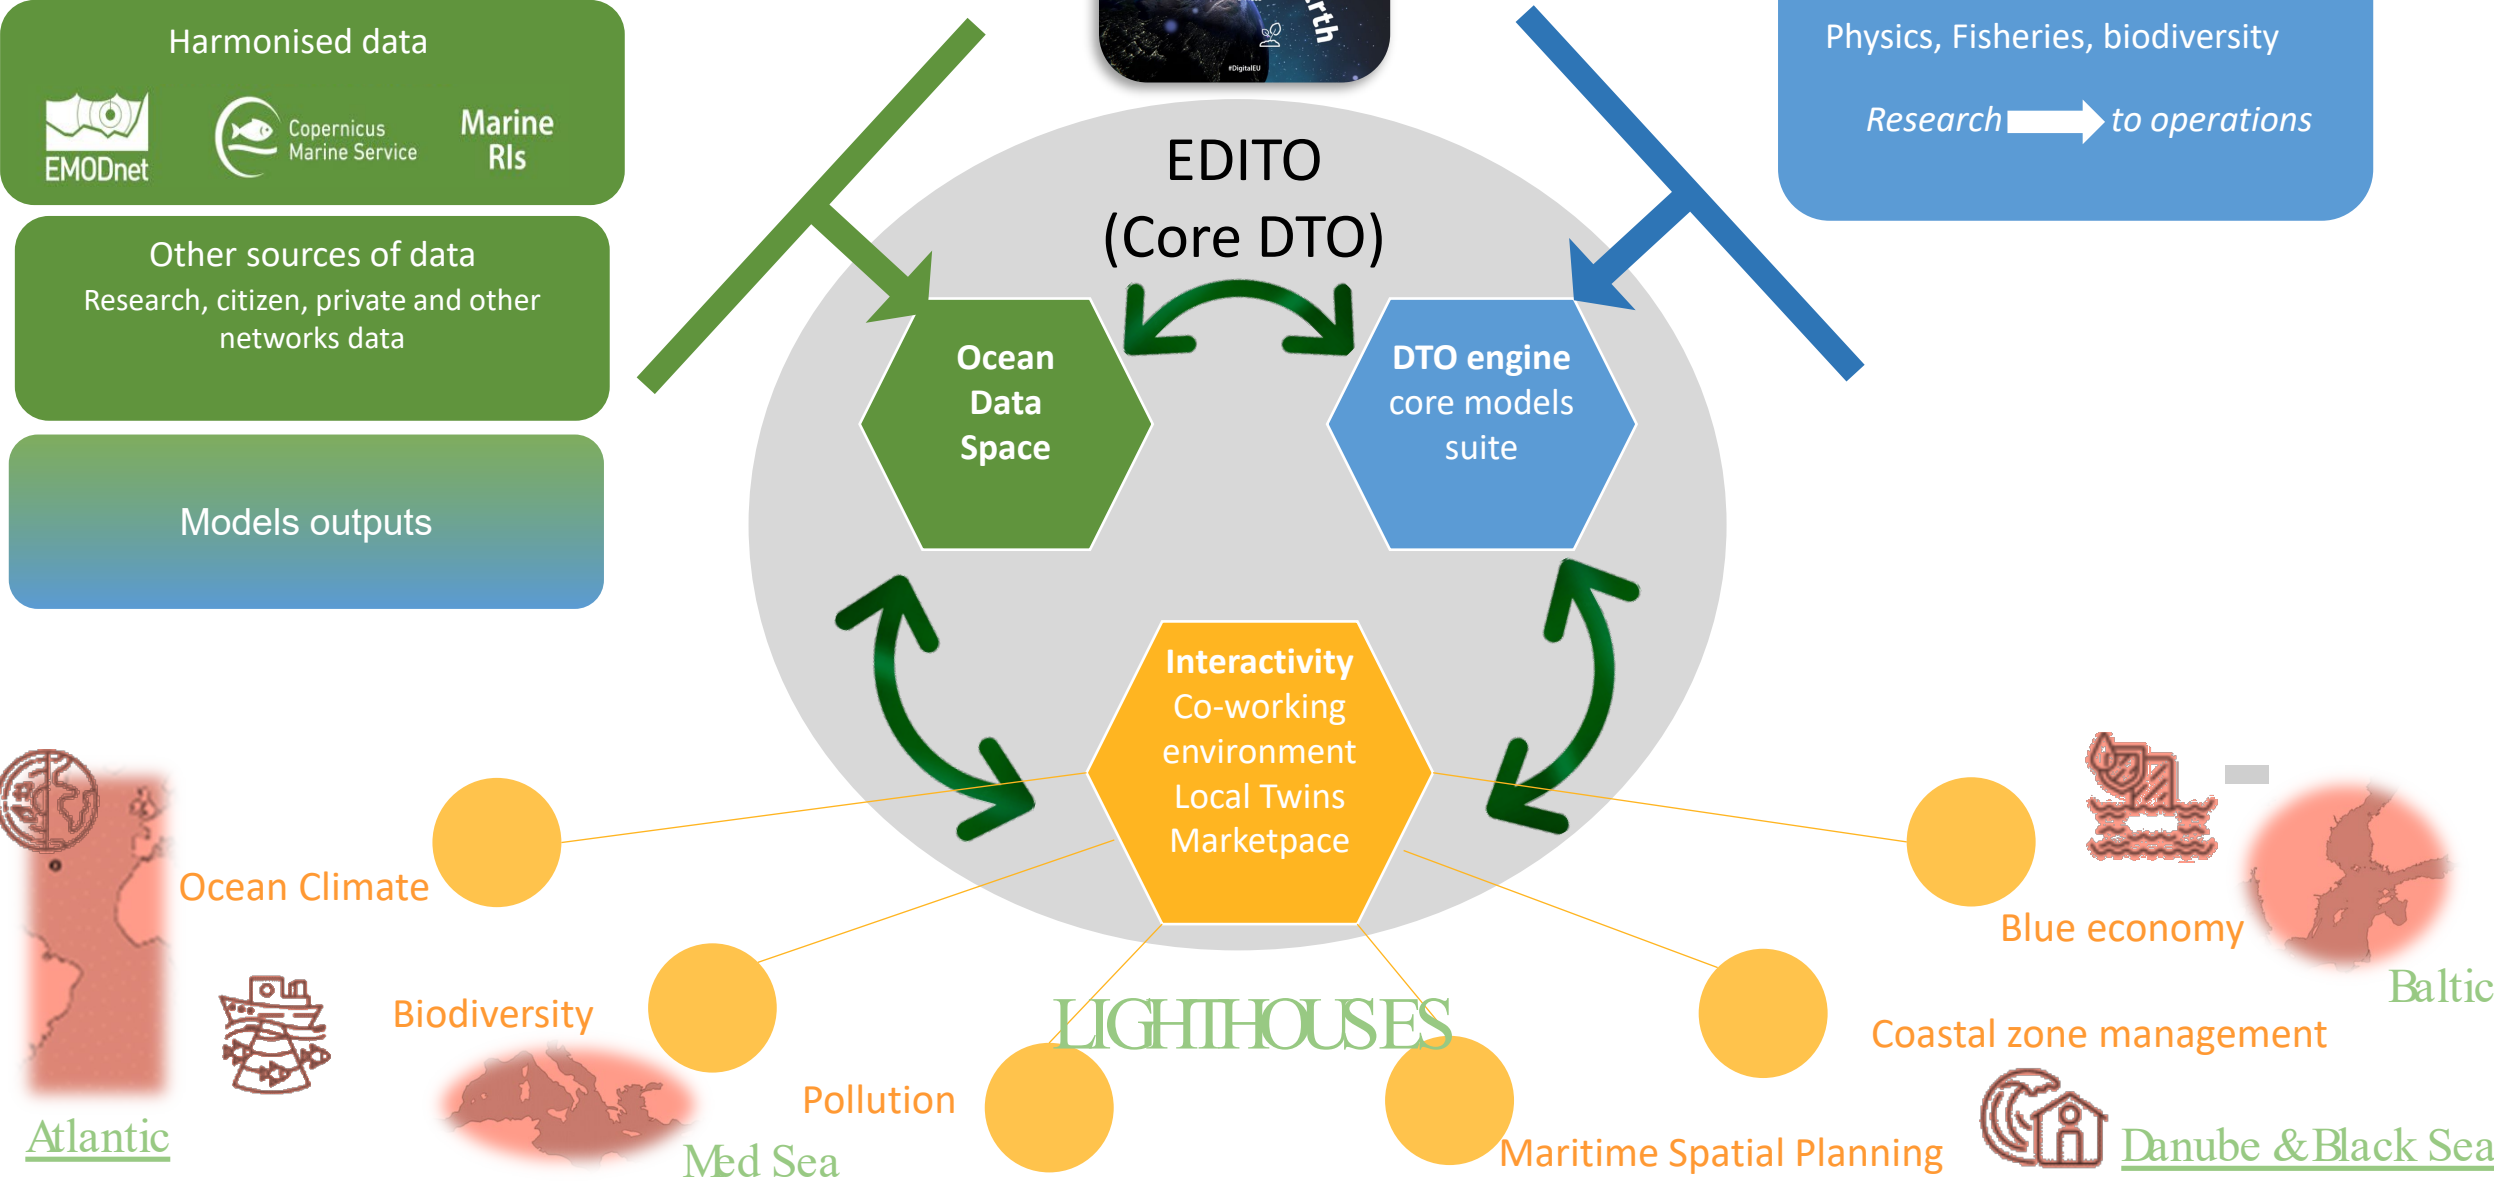 Harmonised data
EMODnet
Copernicus
Marine Service
Marine
RIs
Other sources of data
Research, citizen, private and other
networks data
Models outputs
#DigitalEU
Physics, Fisheries, biodiversity
Research to operations
EDITO
(Core DTO)
Ocean
Data
Space
DTO engine
core models
suite
Interactivity
Co-working
environment
Local Twins
Marketpace
Ocean Climate
Biodiversity
Pollution
LIGHTHOUSES
Maritime Spatial Planning
Coastal zone management
Blue economy
Atlantic
Med Sea
Baltic
Danube & Black Sea